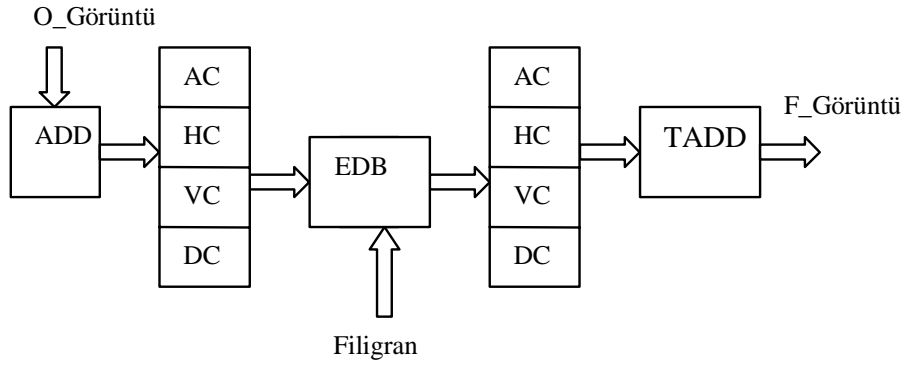 O_Görüntü
ADD
AC
HC
VC
DC
EDB
Filigran
AC
HC
VC
DC
TADD
F_Görüntü